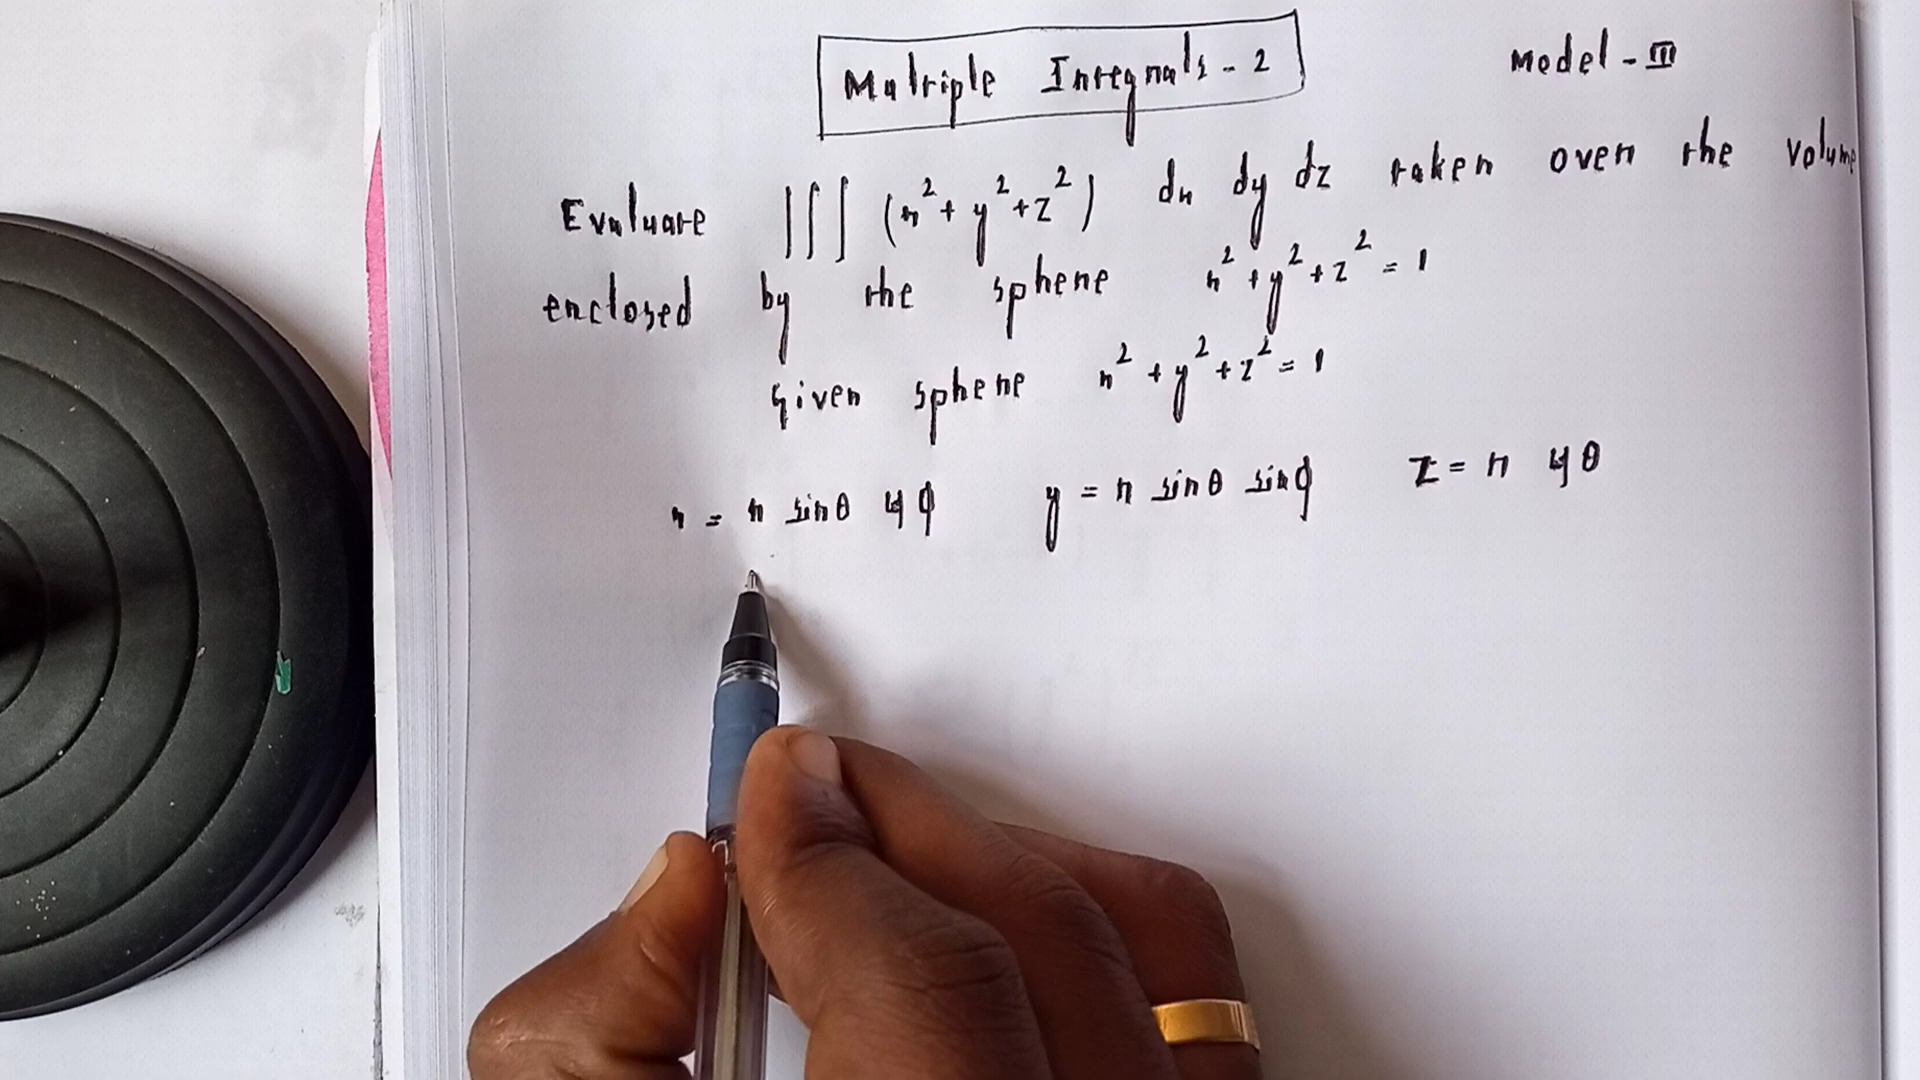 Multiple Integrals - 2
Model - III
Evaluate ∫∫∫ (x² + y² + z²) dx dy dz taken over the volume
enclosed by the sphere x² + y² + z² = 1
Given sphere x² + y² + z² = 1
x = r sinθ cosφ y = r sinθ sinφ z = r cosθ